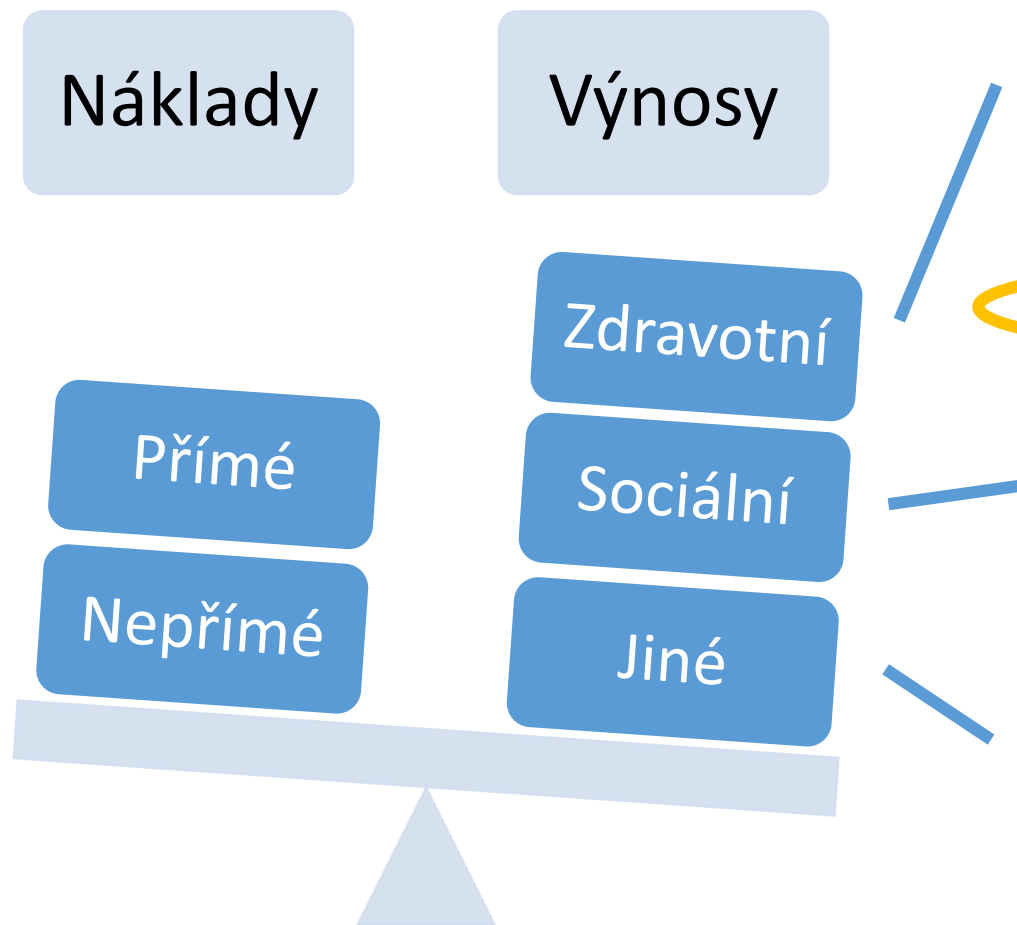 Náklady
Výnosy
Přímé
Nepřímé
Zdravotní
Sociální
Jiné